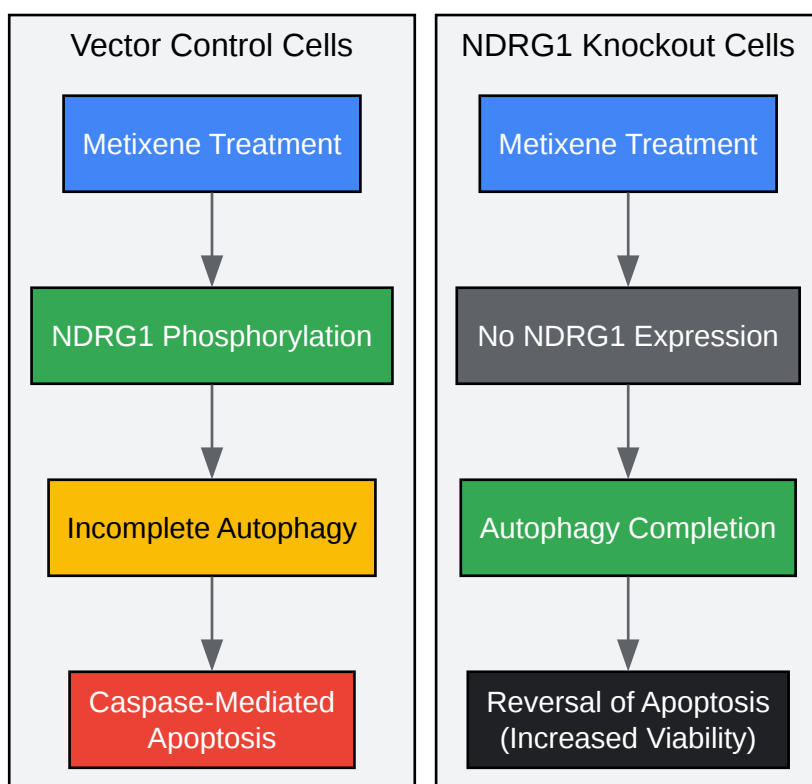 Vector Control Cells
Metixene Treatment
NDRG1 Phosphorylation
Incomplete Autophagy
Caspase-Mediated
Apoptosis
NDRG1 Knockout Cells
Metixene Treatment
No NDRG1 Expression
Autophagy Completion
Reversal of Apoptosis
(Increased Viability)